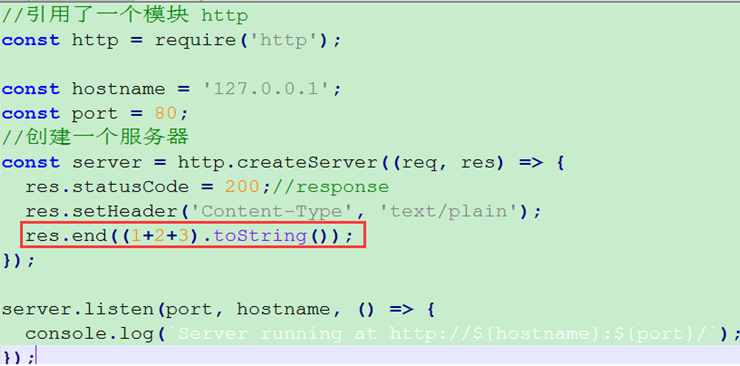 //引用了一个模块 http
const http = require('http');
const hostname = '127.0.0.1';
const port = 80;
//创建一个服务器
const server = http.createServer((req, res) => {
  res.statusCode = 200;//response
  res.setHeader('Content-Type', 'text/plain');
  res.end((1+2+3).toString());
});
server.listen(port, hostname, () => {
  console.log(`Server running at http://${hostname}:${port}/`);
});